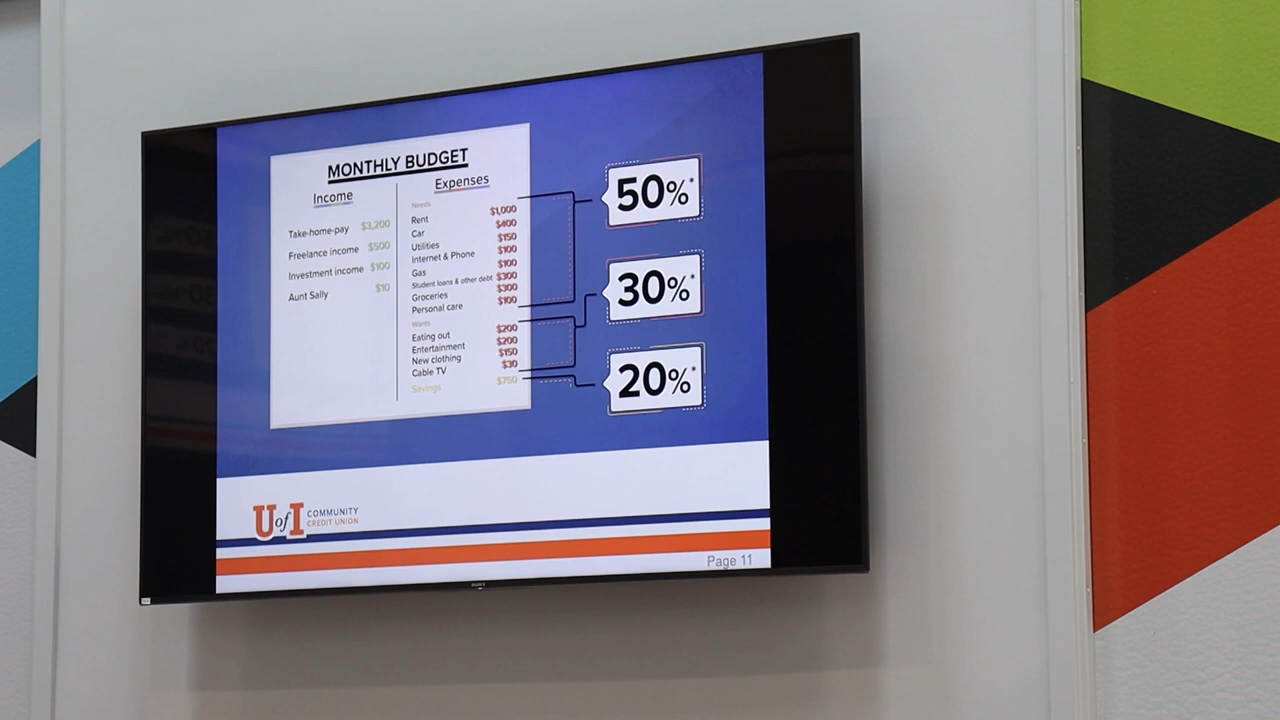 MONTHLY BUDGET
Income
Take-home-pay $3,200
Freelance income $500
Investment income $100
Aunt Sally $10
Expenses
Needs
Rent $1,000
Car $400
Utilities $150
Internet & Phone $100
Gas $100
Student loans & other debt $300
Groceries $300
Personal care $100
Wants
Eating out $200
Entertainment $200
New clothing $150
Cable TV $30
Savings $750
50%*
30%*
20%*
U of I COMMUNITY
CREDIT UNION
Page 11
SONY